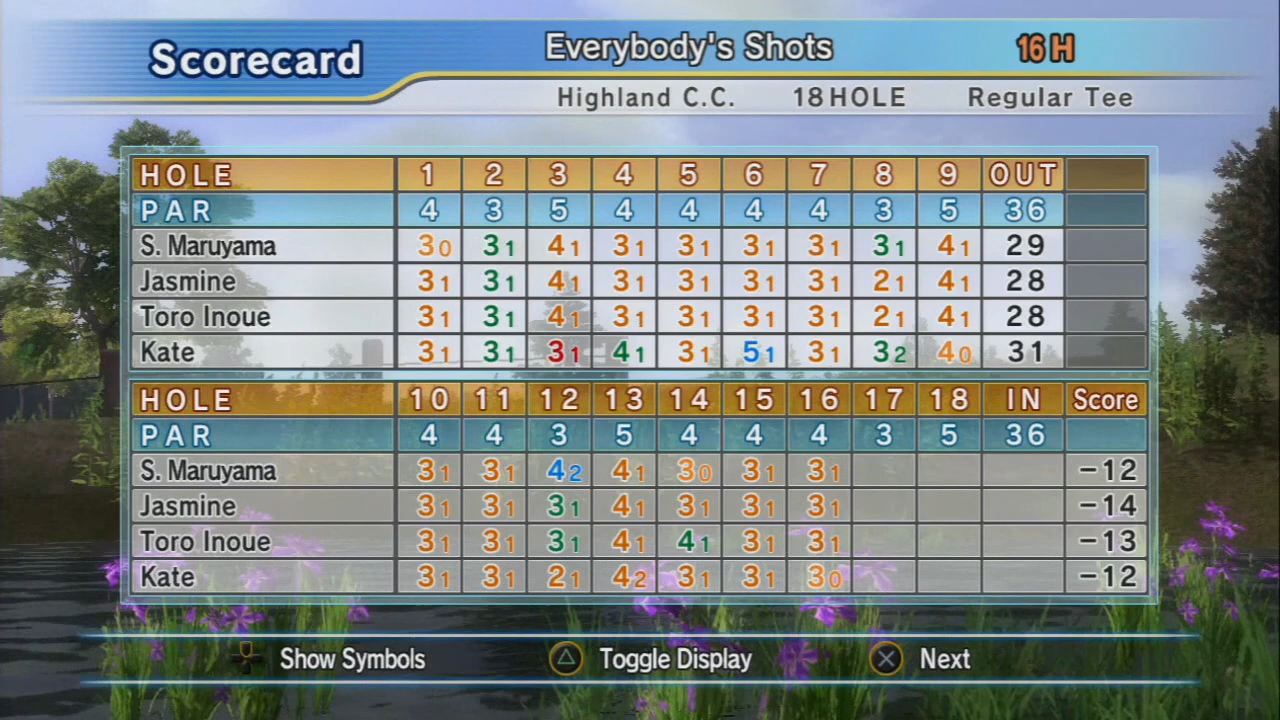 Scorecard
Everybody's Shots 16H
Highland C.C. 18HOLE Regular Tee
HOLE 1 2 3 4 5 6 7 8 9 OUT
PAR 4 3 5 4 4 4 4 3 5 36
S. Maruyama 30 31 41 31 31 31 31 31 41 29
Jasmine 31 31 41 31 31 31 31 21 41 28
Toro Inoue 31 31 41 31 31 31 31 21 41 28
Kate 31 31 31 41 31 51 31 32 40 31
HOLE 10 11 12 13 14 15 16 17 18 IN Score
PAR 4 4 3 5 4 4 4 3 5 36
S. Maruyama 31 31 42 41 30 31 31 -12
Jasmine 31 31 31 41 31 31 31 -14
Toro Inoue 31 31 31 41 41 31 31 -13
Kate 31 31 21 42 31 31 30 -12
Show Symbols Toggle Display Next